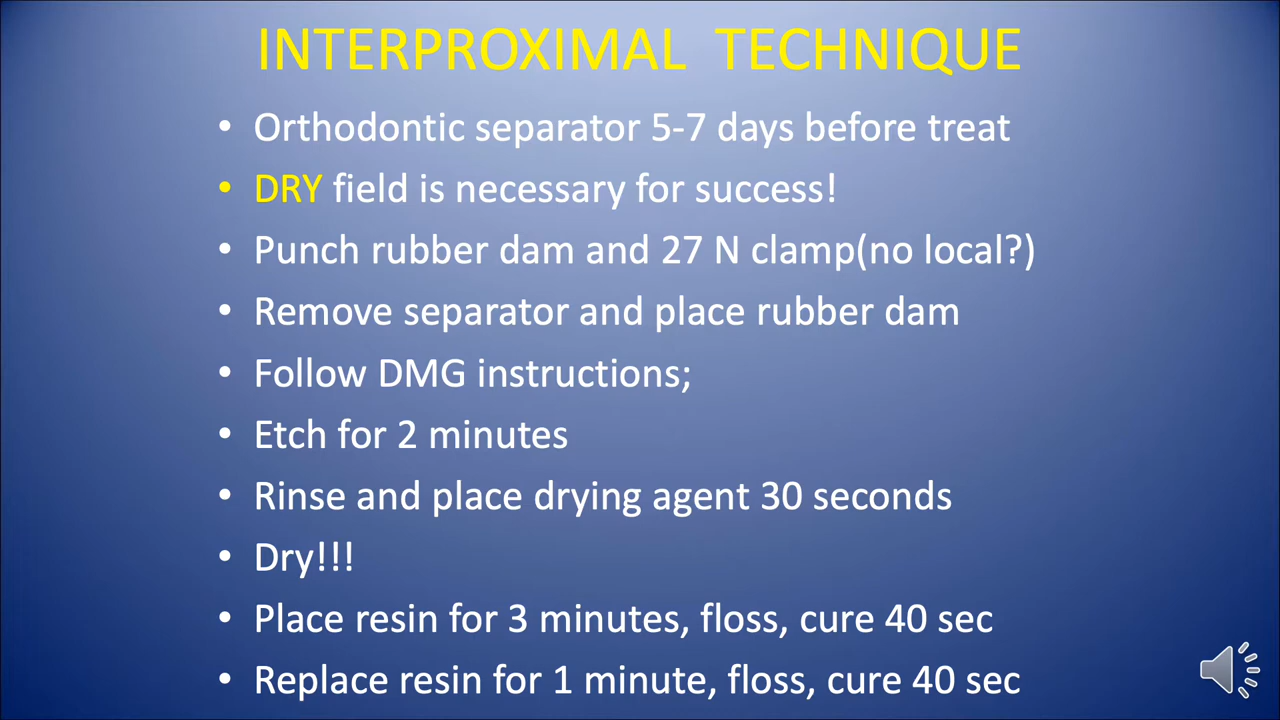 INTERPROXIMAL TECHNIQUE
• Orthodontic separator 5-7 days before treat
• DRY field is necessary for success!
• Punch rubber dam and 27 N clamp(no local?)
• Remove separator and place rubber dam
• Follow DMG instructions;
• Etch for 2 minutes
• Rinse and place drying agent 30 seconds
• Dry!!!
• Place resin for 3 minutes, floss, cure 40 sec
• Replace resin for 1 minute, floss, cure 40 sec